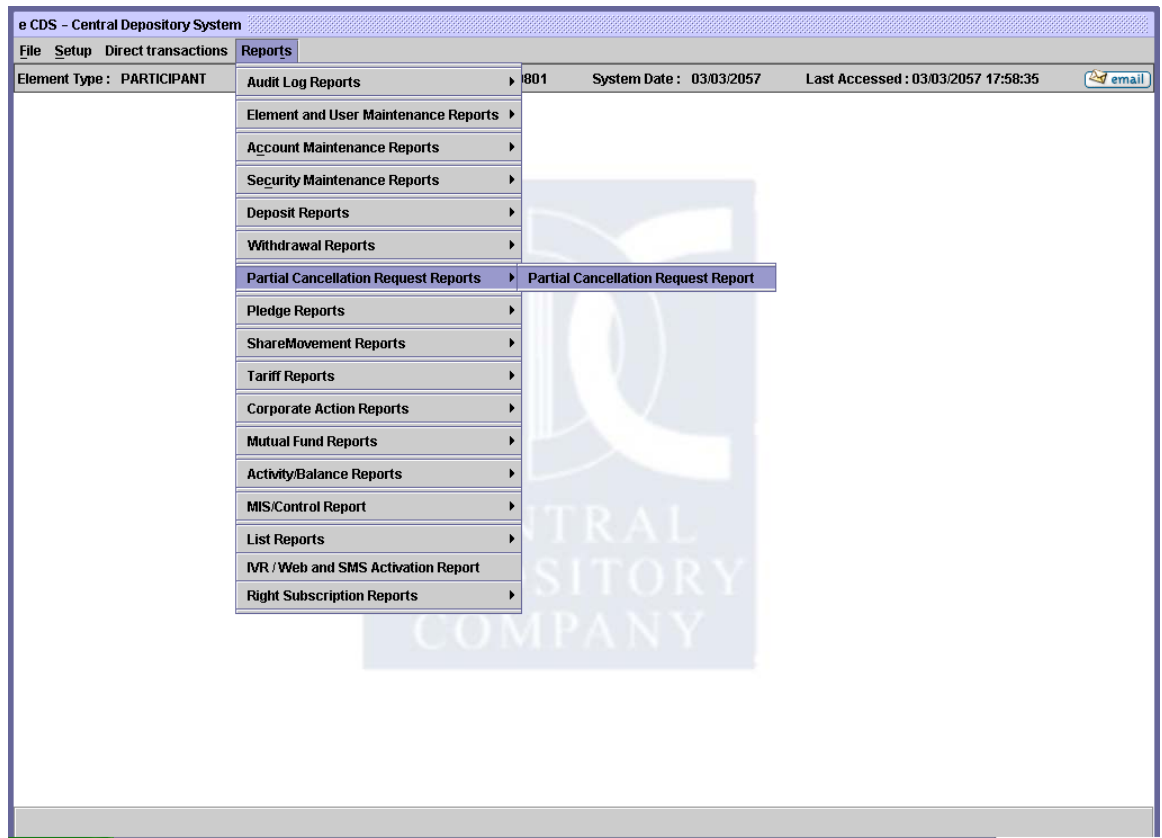 e CDS – Central Depository System
File Setup Direct transactions Reports
Element Type : PARTICIPANT 801 System Date : 03/03/2057 Last Accessed : 03/03/2057 17:58:35 email
Audit Log Reports
Element and User Maintenance Reports
Account Maintenance Reports
Security Maintenance Reports
Deposit Reports
Withdrawal Reports
Partial Cancellation Request Reports Partial Cancellation Request Report
Pledge Reports
ShareMovement Reports
Tariff Reports
Corporate Action Reports
Mutual Fund Reports
Activity/Balance Reports
MIS/Control Report
List Reports
IVR / Web and SMS Activation Report
Right Subscription Reports
COMPANY